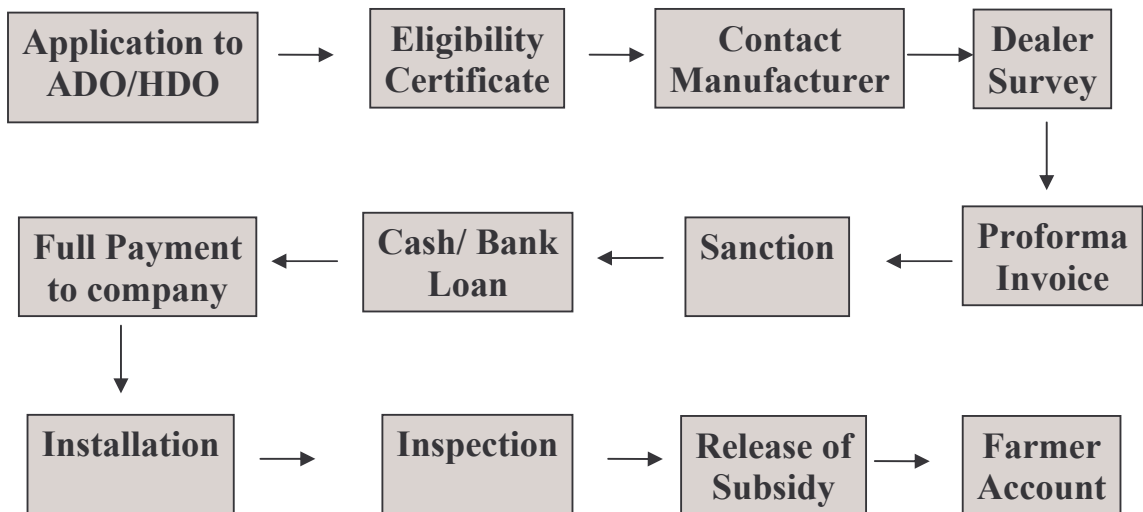 Application to
ADO/HDO
Eligibility
Certificate
Contact
Manufacturer
Dealer
Survey
Proforma
Invoice
Sanction
Cash/ Bank
Loan
Full Payment
to company
Installation
Inspection
Release of
Subsidy
Farmer
Account